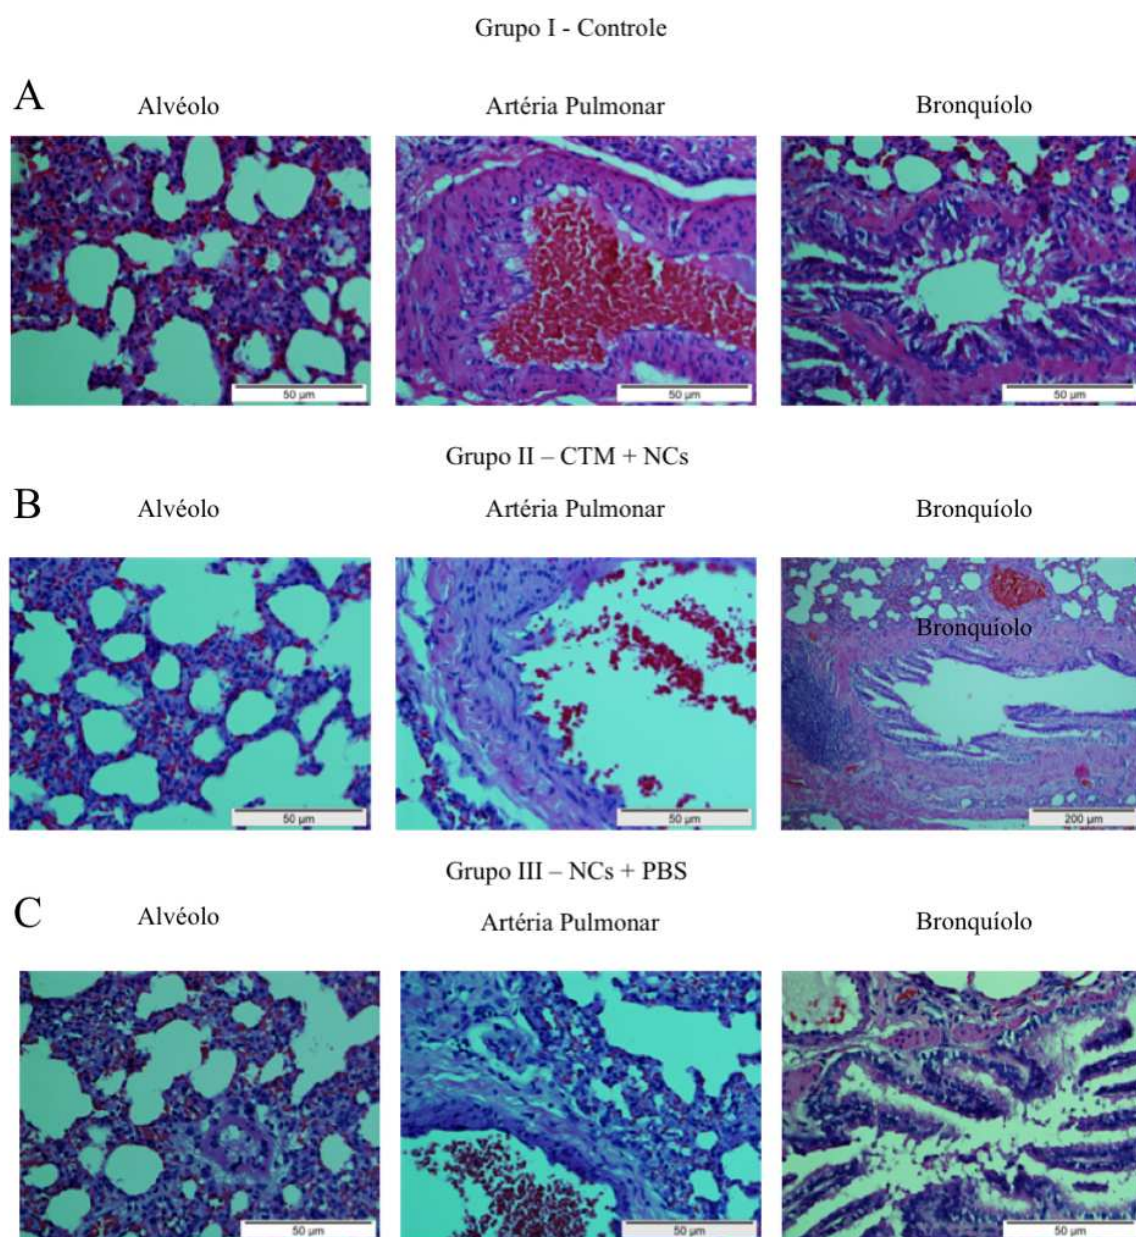 Grupo I - Controle
A
Alvéolo
Artéria Pulmonar
Bronquíolo
50 µm
50 µm
50 µm
Grupo II – CTM + NCs
B
Alvéolo
Artéria Pulmonar
Bronquíolo
Bronquíolo
50 µm
50 µm
200 µm
Grupo III – NCs + PBS
C
Alvéolo
Artéria Pulmonar
Bronquíolo
50 µm
50 µm
50 µm